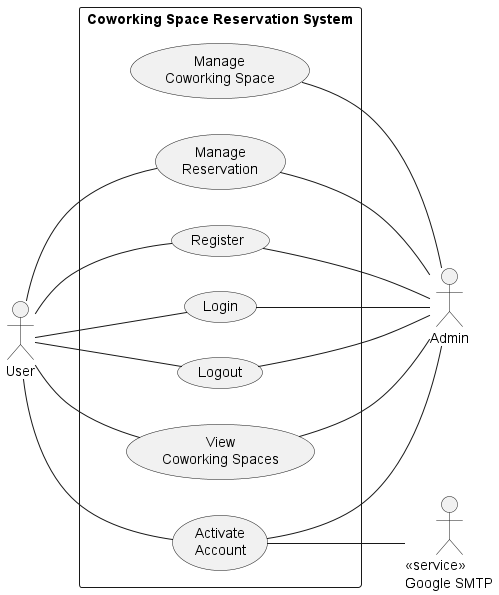 Coworking Space Reservation System
Manage
Coworking Space
Manage
Reservation
Register
Login
Logout
View
Coworking Spaces
Activate
Account
User
Admin
«service»
Google SMTP